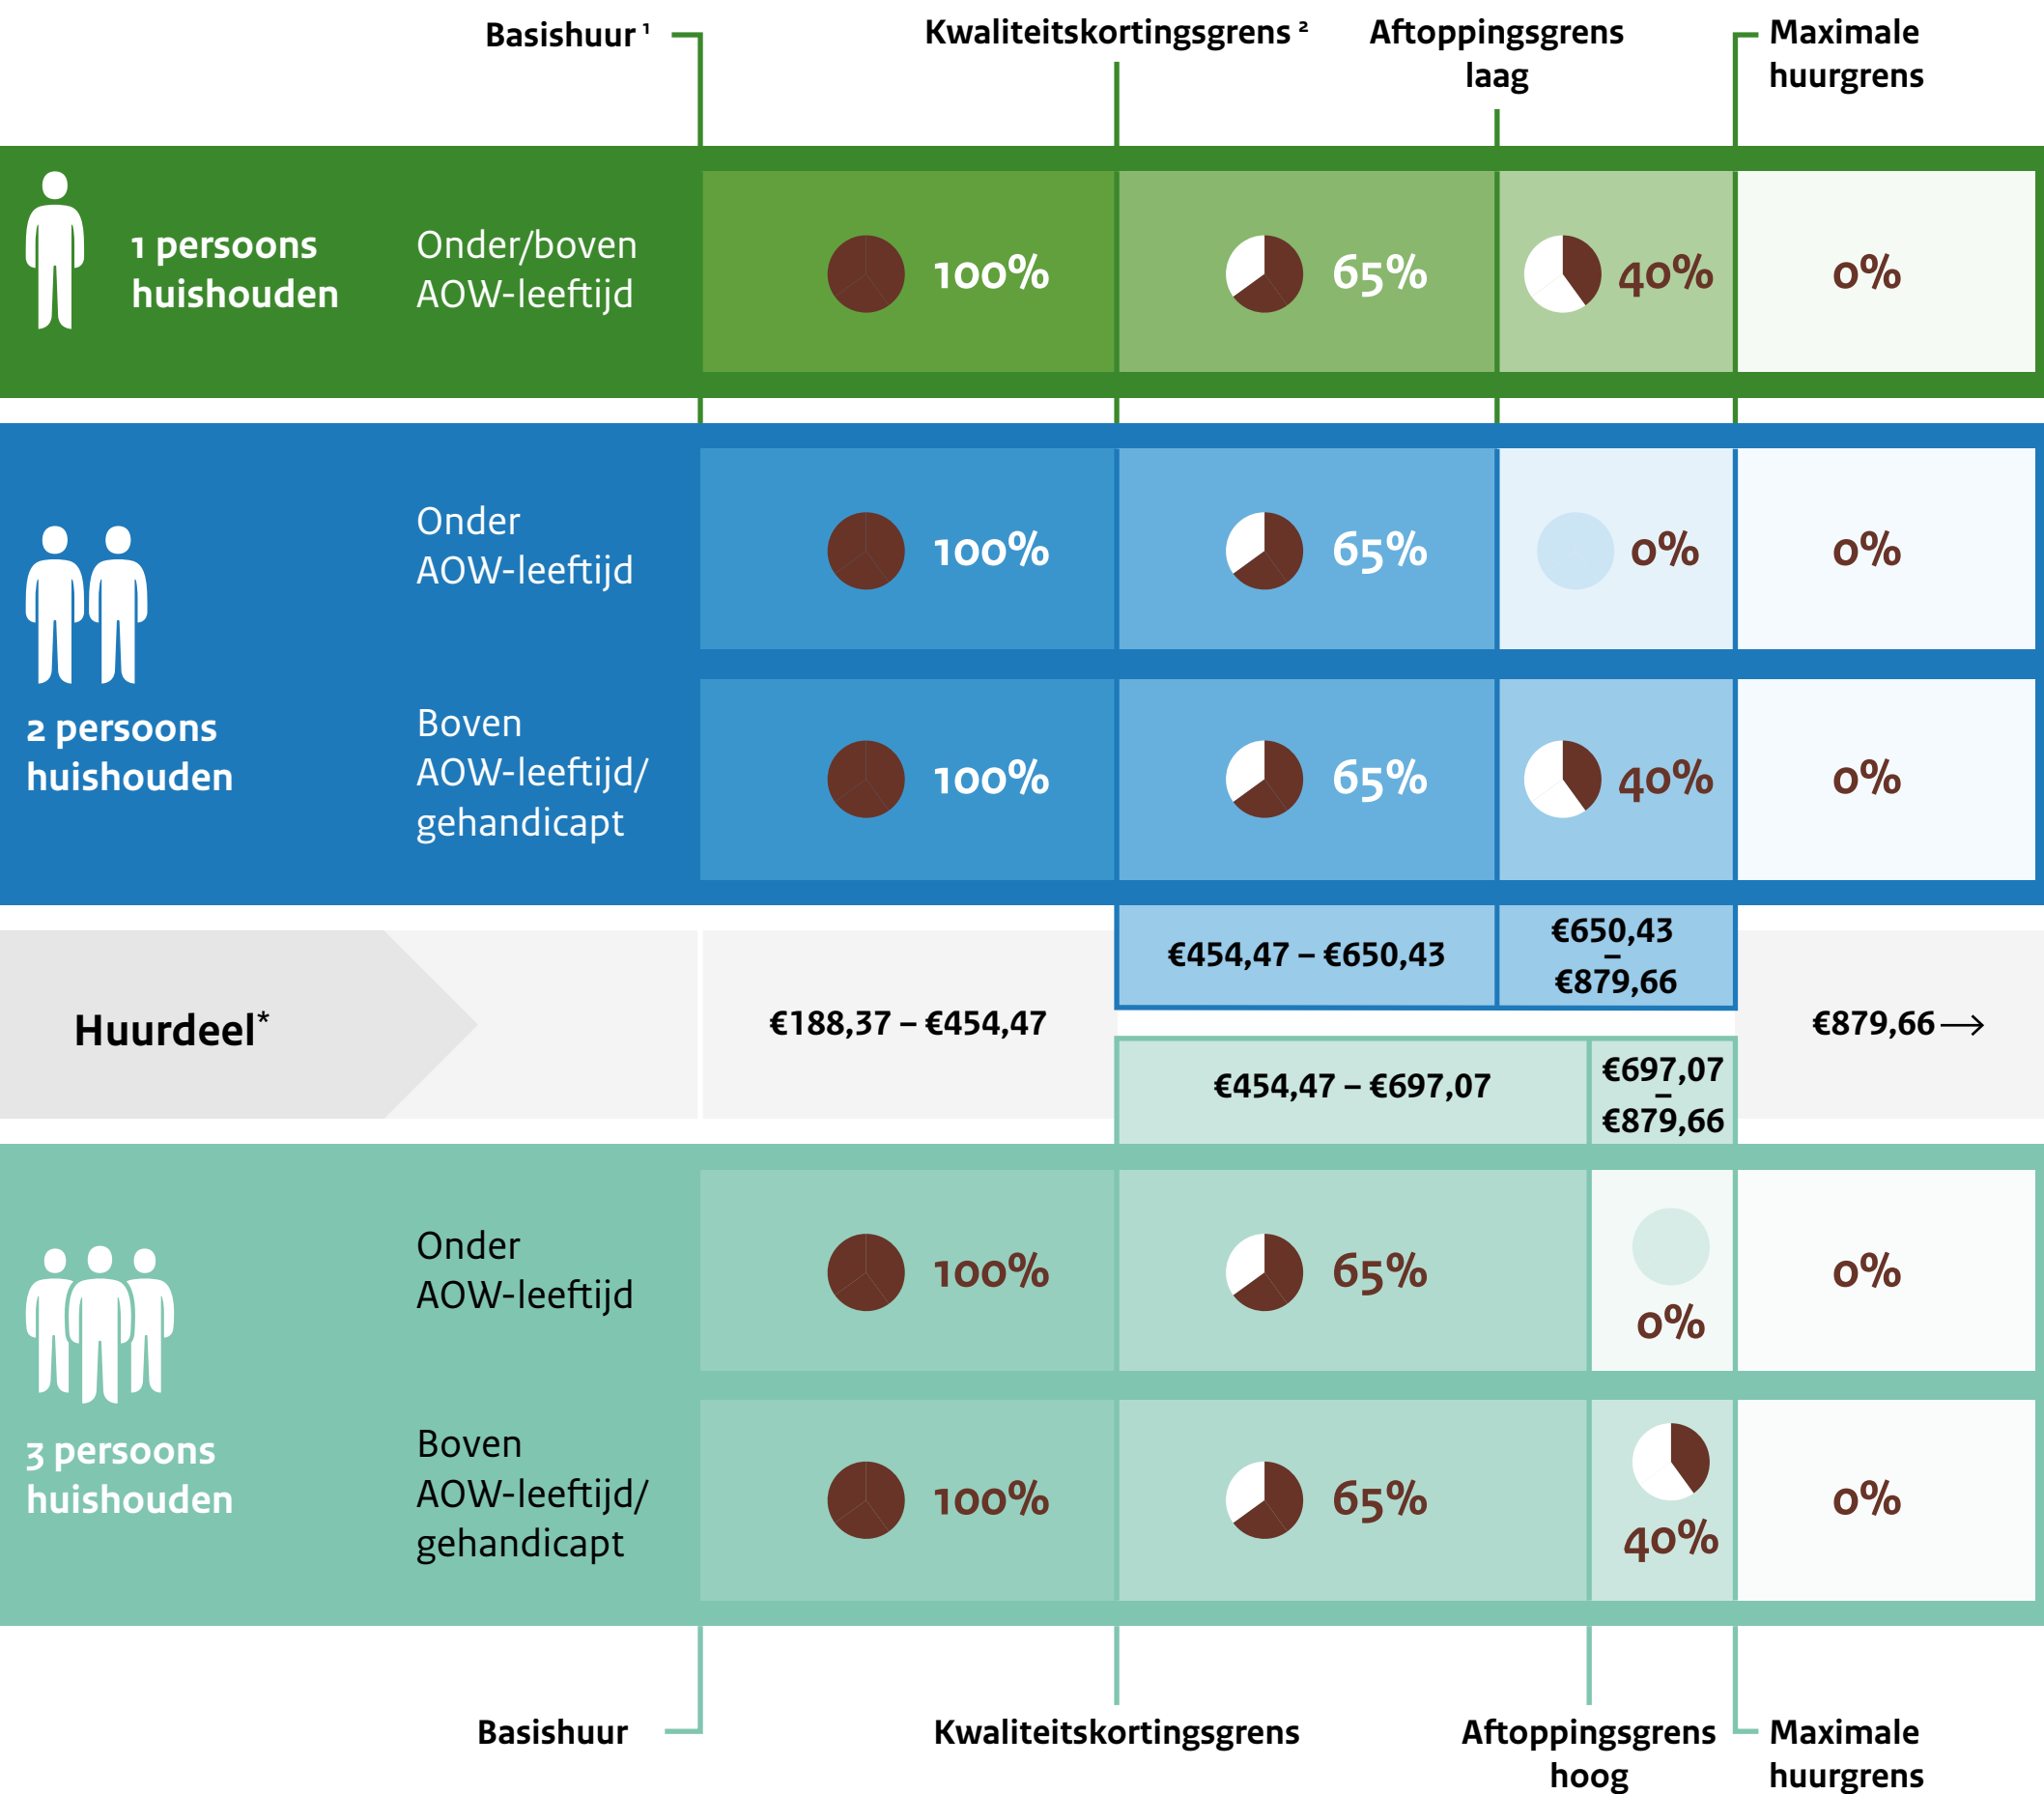 Basishuur ¹
Kwaliteitskortingsgrens ²
Aftoppingsgrens
laag
Maximale
huurgrens
1 persoons
huishouden
Onder/boven
AOW-leeftijd
100%
65%
40%
0%
2 persoons
huishouden
Onder
AOW-leeftijd
100%
65%
0%
0%
Boven
AOW-leeftijd/
gehandicapt
100%
65%
40%
0%
Huurdeel*
€188,37 – €454,47
€454,47 – €650,43
€650,43
–
€879,66
€454,47 – €697,07
€697,07
–
€879,66
€879,66 →
3 persoons
huishouden
Onder
AOW-leeftijd
100%
65%
0%
0%
Boven
AOW-leeftijd/
gehandicapt
100%
65%
40%
0%
Basishuur
Kwaliteitskortingsgrens
Aftoppingsgrens
hoog
Maximale
huurgrens